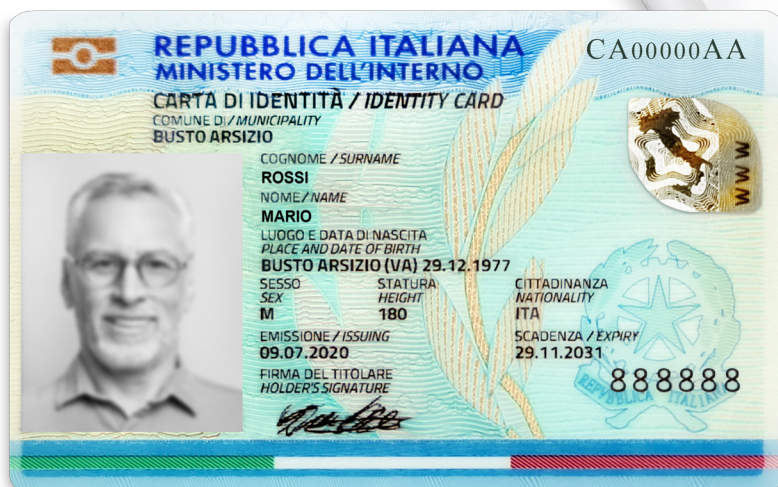 REPUBBLICA ITALIANA
CA00000AA
MINISTERO DELL'INTERNO
CARTA DI IDENTITÀ / IDENTITY CARD
COMUNE DI / MUNICIPALITY
BUSTO ARSIZIO
COGNOME / SURNAME
ROSSI
NOME / NAME
MARIO
LUOGO E DATA DI NASCITA
PLACE AND DATE OF BIRTH
BUSTO ARSIZIO (VA) 29.12.1977
SESSO STATURA CITTADINANZA
SEX HEIGHT NATIONALITY
M 180 ITA
EMISSIONE / ISSUING SCADENZA / EXPIRY
09.07.2020 29.11.2031
FIRMA DEL TITOLARE
HOLDER'S SIGNATURE
888888
REPUBBLICA ITALIANA
WWW